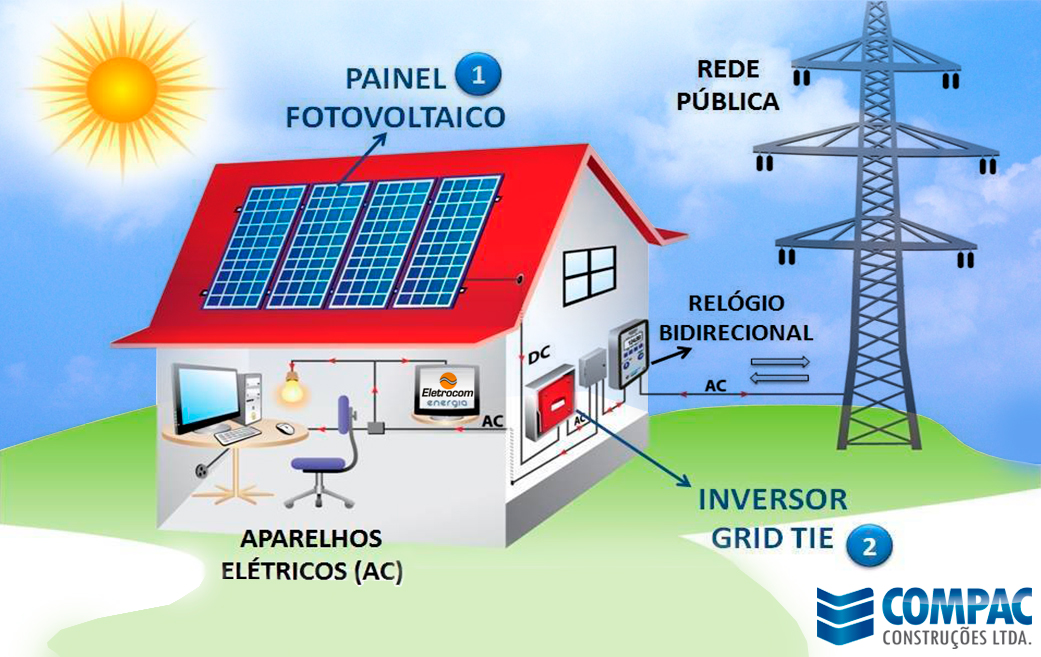 PAINEL 1
FOTOVOLTAICO
REDE
PÚBLICA
RELÓGIO
BIDIRECIONAL
DC
AC
Eletrocom
energia
AC
AC
INVERSOR
GRID TIE 2
APARELHOS
ELÉTRICOS (AC)
COMPAC
CONSTRUÇÕES LTDA.